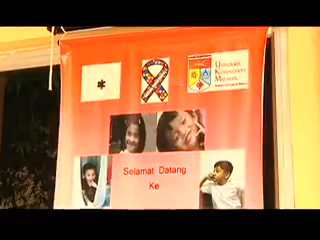 UNIVERSITI
KEBANGSAAN
MALAYSIA
Selamat Datang
Ke